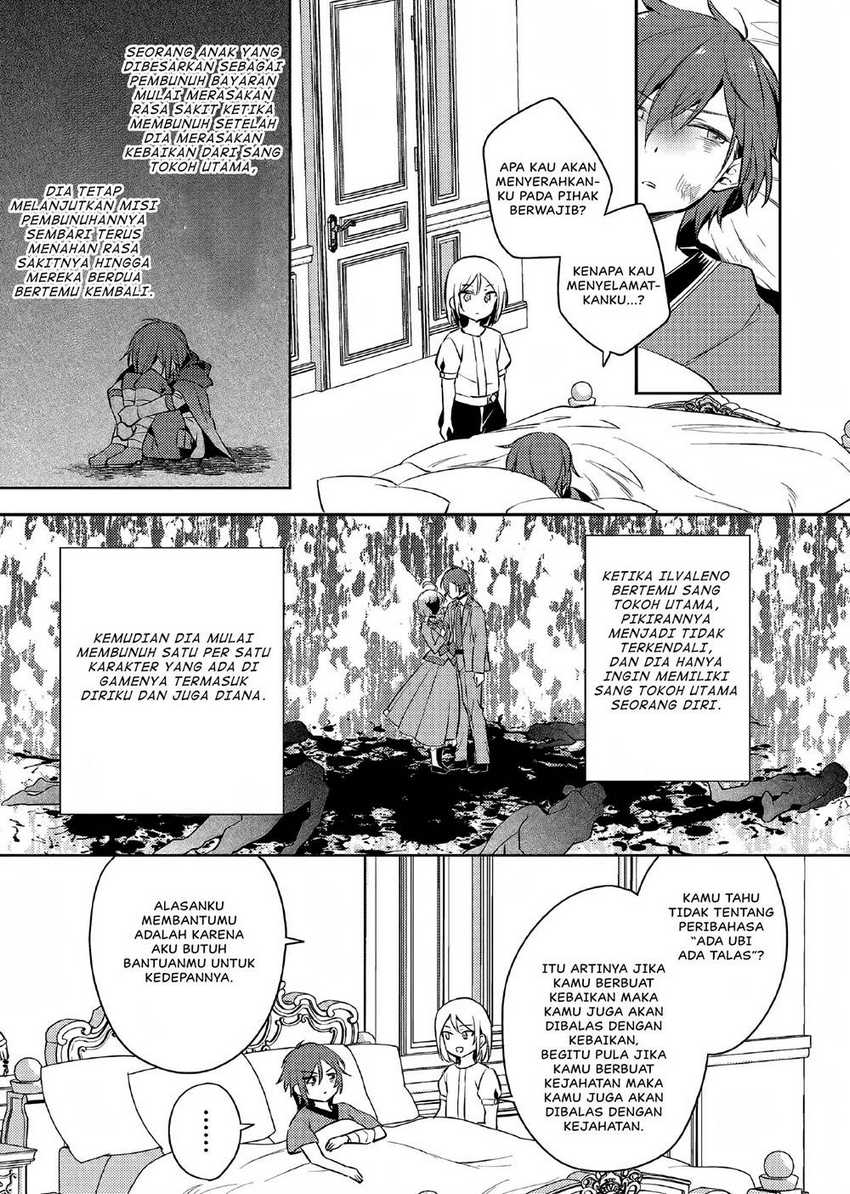 APA KAU AKAN
MENYERAHKAN-
KU PADA PIHAK
BERWAJIB?
KENAPA KAU
MENYELAMAT-
KANKU...?
SEORANG ANAK YANG
DIBESARKAN SEBAGAI
PEMBUNUH BAYARAN
MULAI MERASAKAN
RASA SAKIT KETIKA
MEMBUNUH SETELAH
DIA MERASAKAN
KEBAIKAN DARI SANG
TOKOH UTAMA,
DIA TETAP
MELANJUTKAN MISI
PEMBUNUHANNYA
SEMBARI TERUS
MENAHAN RASA
SAKITNYA HINGGA
MEREKA BERDUA
BERTEMU KEMBALI.
KETIKA ILVALENO
BERTEMU SANG
TOKOH UTAMA,
PIKIRANNYA
MENJADI TIDAK
TERKENDALI,
DAN DIA HANYA
INGIN MEMILIKI
SANG TOKOH UTAMA
SEORANG DIRI.
KEMUDIAN DIA MULAI
MEMBUNUH SATU PER SATU
KARAKTER YANG ADA DI
GAMENYA TERMASUK
DIRIKU DAN JUGA DIANA.
KAMU TAHU
TIDAK TENTANG
PERIBAHASA
"ADA UBI
ADA TALAS"?
ITU ARTINYA JIKA
KAMU BERBUAT
KEBAIKAN MAKA
KAMU JUGA AKAN
DIBALAS DENGAN
KEBAIKAN,
BEGITU PULA JIKA
KAMU BERBUAT
KEJAHATAN MAKA
KAMU JUGA AKAN
DIBALAS DENGAN
KEJAHATAN.
ALASANKU
MEMBANTUMU
ADALAH KARENA
AKU BUTUH
BANTUANMU UNTUK
KEDEPANNYA.
....